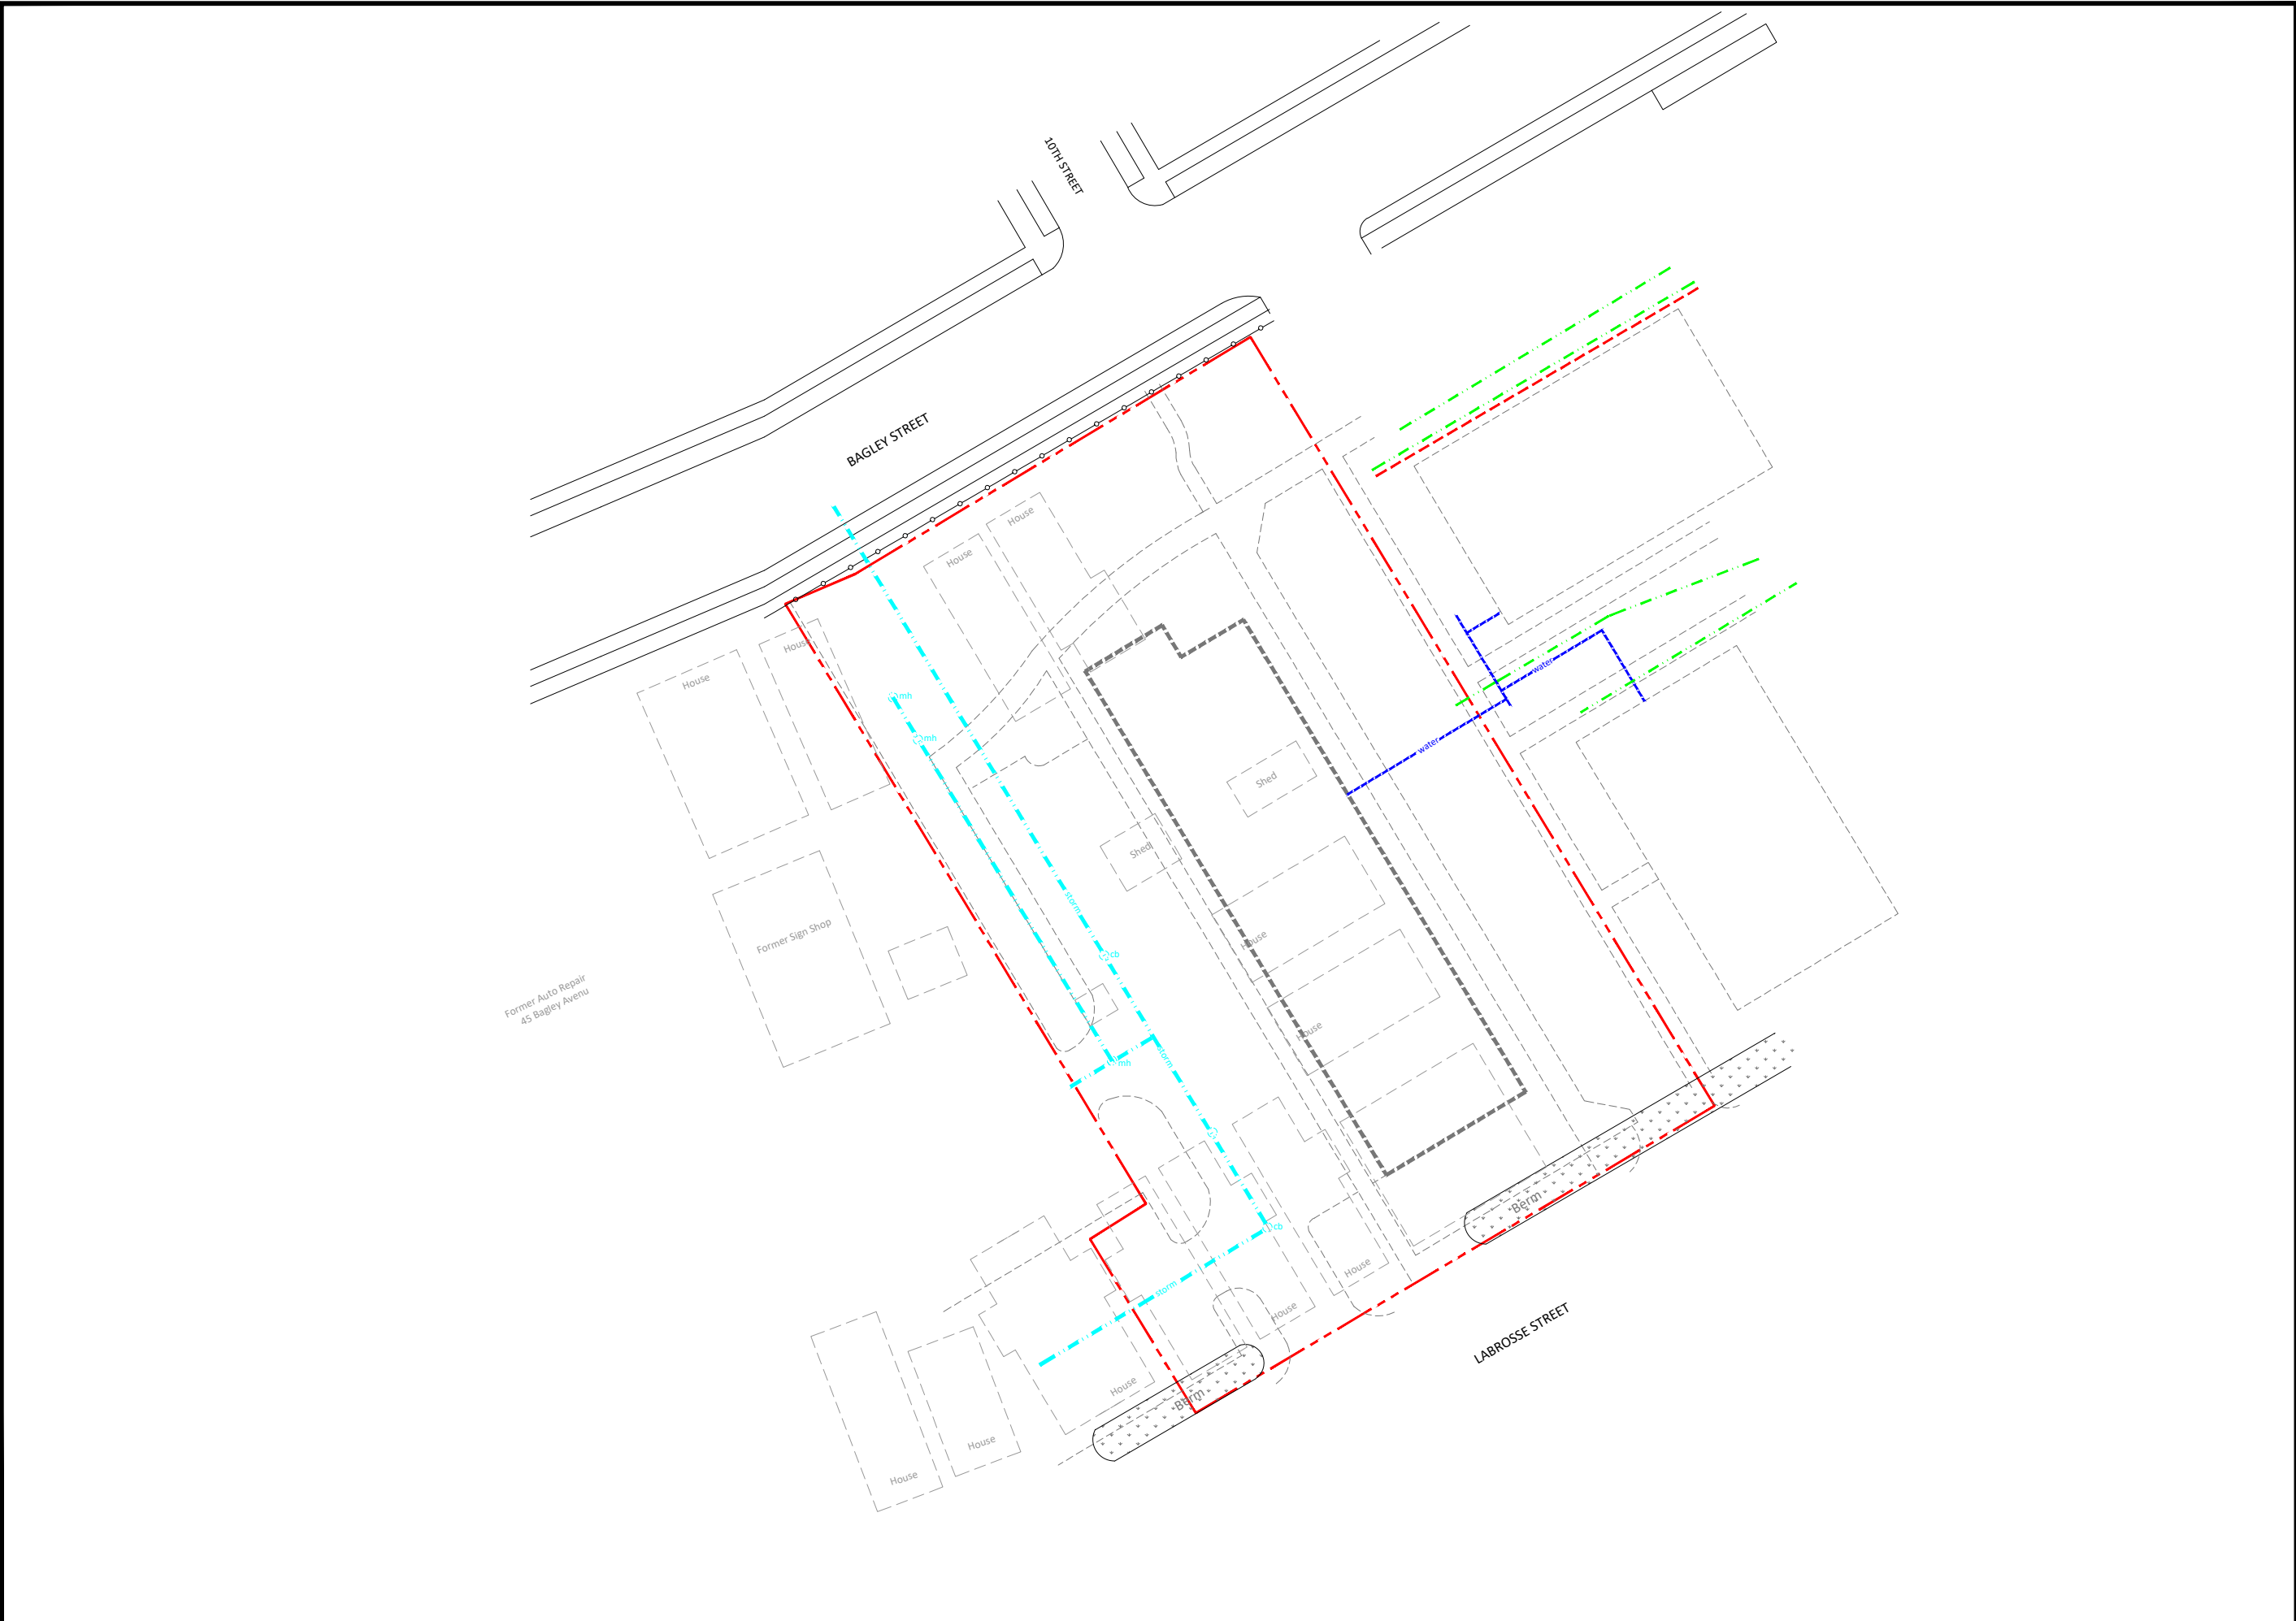 10TH STREET
BAGLEY STREET
House
House
House
House
mh
mh
water
water
Shed
Shed
storm
Former Sign Shop
House
cb
Former Auto Repair
45 Bagley Avenu
House
storm
mh
Berm
cb
House
storm
House
LABROSSE STREET
House
Berm
House
House